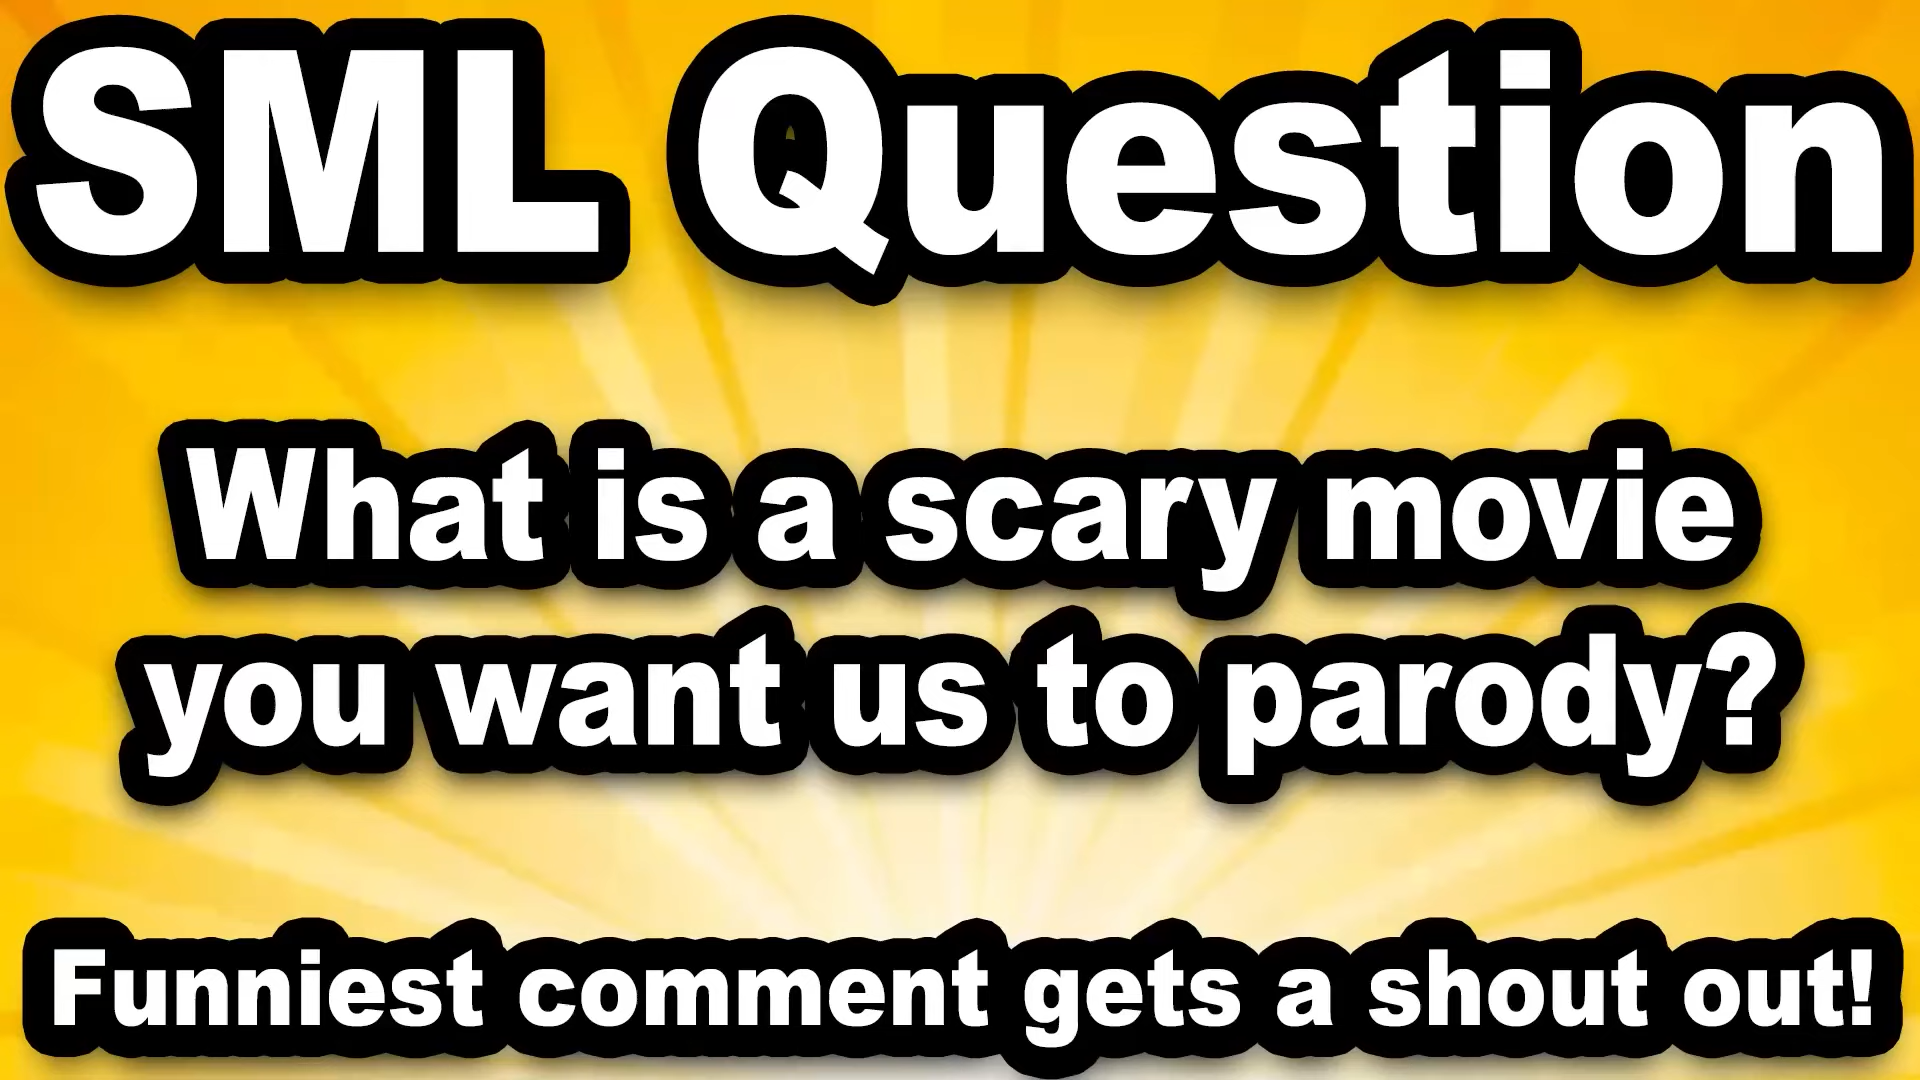 SML Question
What is a scary movie
you want us to parody?
Funniest comment gets a shout out!